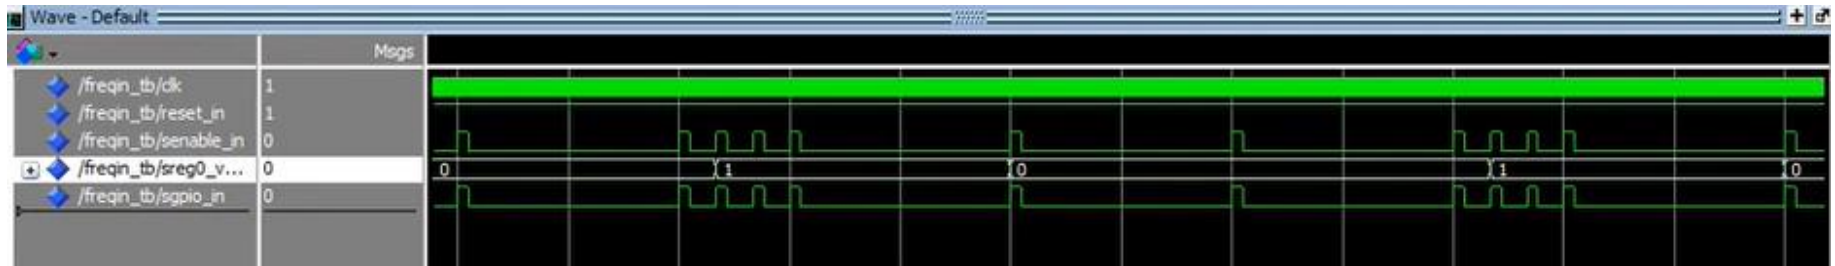 Wave - Default
Msgs
/freqin_tb/clk 1
/freqin_tb/reset_in 1
/freqin_tb/senable_in 0
/freqin_tb/sreg0_v... 0 0 1 0 1 0
/freqin_tb/sgpio_in 0